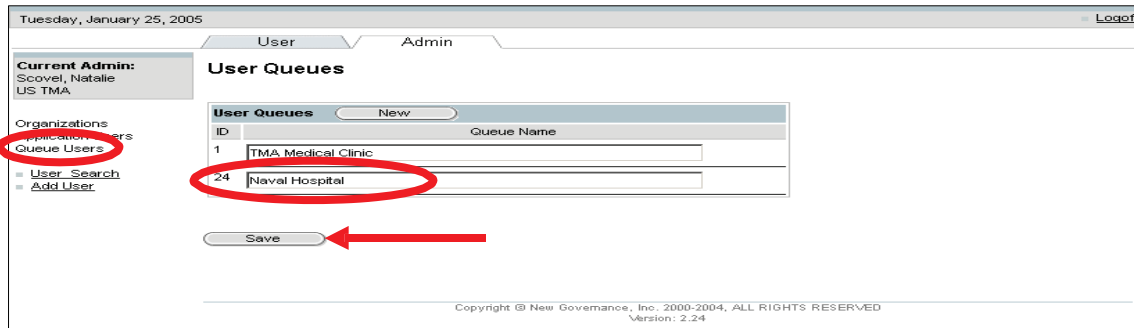 Tuesday, January 25, 2005
Logof
User
Admin
Current Admin:
Scovel, Natalie
US TMA
Organizations
Application Users
Queue Users
User Search
Add User
User Queues
User Queues
New
ID
Queue Name
1
TMA Medical Clinic
24
Naval Hospital
Save
Copyright © New Governance, Inc. 2000-2004, ALL RIGHTS RESERVED
Version: 2.24